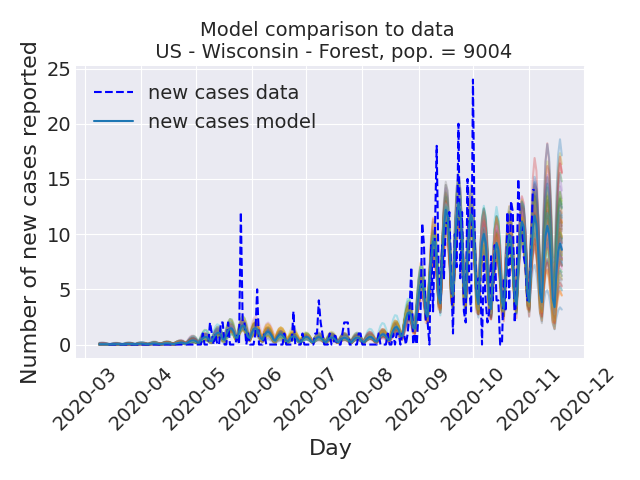 Model comparison to data
US - Wisconsin - Forest, pop. = 9004
Number of new cases reported
25
20
15
10
5
0
new cases data
new cases model
2020-03
2020-04
2020-05
2020-06
2020-07
2020-08
2020-09
2020-10
2020-11
2020-12
Day